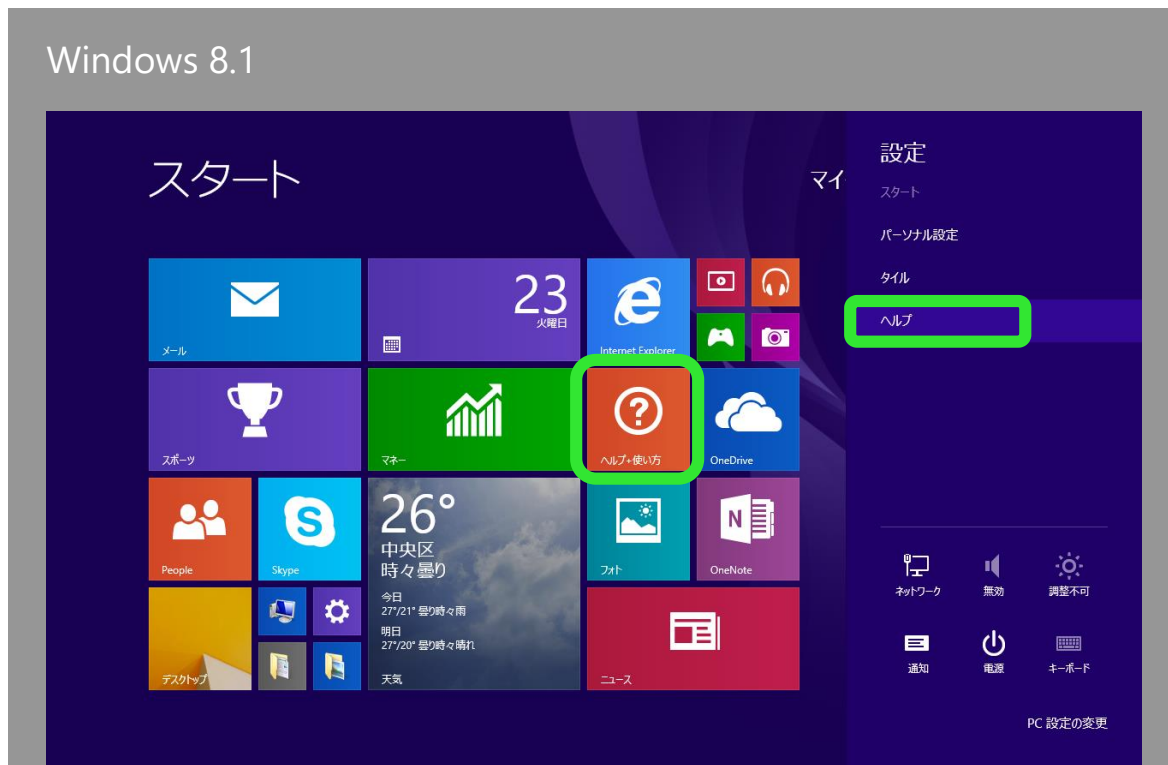 Windows 8.1
スタート
マイ
メール
23
火曜日
Internet Explorer
スポーツ
マネー
ヘルプ+使い方
OneDrive
People
Skype
26°
中央区
時々曇り
今日
27°/21° 曇り時々雨
明日
27°/20° 曇り時々晴れ
天気
フォト
OneNote
デスクトップ
ニュース
設定
スタート
パーソナル設定
タイル
ヘルプ
ネットワーク
無効
調整不可
通知
電源
キーボード
PC 設定の変更